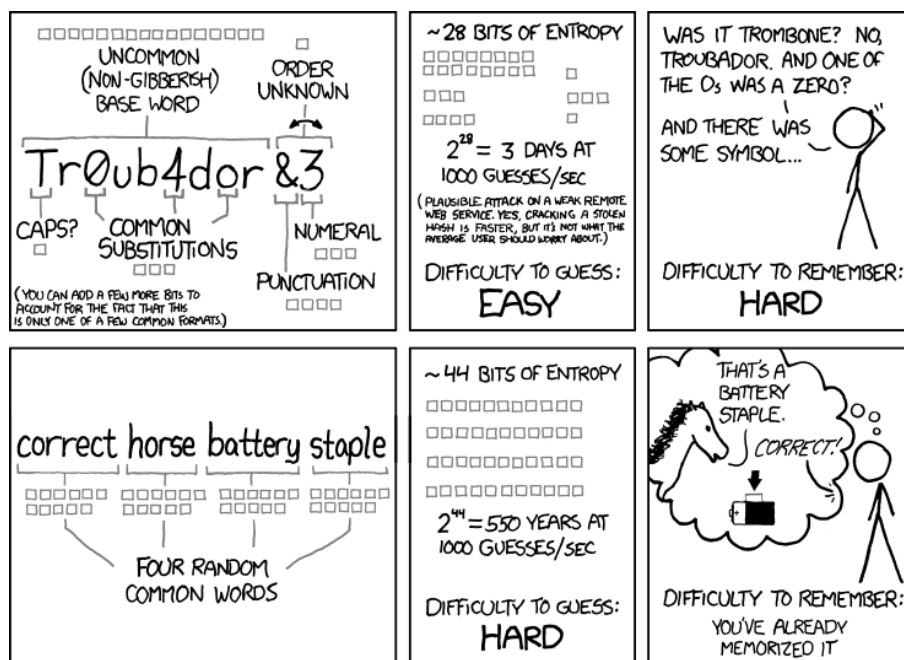 UNCOMMON
(NON-GIBBERISH)
BASE WORD
ORDER
UNKNOWN
Tr0ub4dor &3
CAPS?
COMMON
SUBSTITUTIONS
NUMERAL
PUNCTUATION
(YOU CAN ADD A FEW MORE BITS TO
ACCOUNT FOR THE FACT THAT THIS
IS ONLY ONE OF A FEW COMMON FORMATS.)
~28 BITS OF ENTROPY
2^28 = 3 DAYS AT
1000 GUESSES/SEC
(PLAUSIBLE ATTACK ON A WEAK REMOTE
WEB SERVICE. YES, CRACKING A STOLEN
HASH IS FASTER, BUT IT'S NOT WHAT THE
AVERAGE USER SHOULD WORRY ABOUT.)
DIFFICULTY TO GUESS:
EASY
WAS IT TROMBONE? NO,
TROUBADOR. AND ONE OF
THE Os WAS A ZERO?
AND THERE WAS
SOME SYMBOL...
DIFFICULTY TO REMEMBER:
HARD
correct horse battery staple
FOUR RANDOM
COMMON WORDS
~44 BITS OF ENTROPY
2^44 = 550 YEARS AT
1000 GUESSES/SEC
DIFFICULTY TO GUESS:
HARD
THAT'S A
BATTERY
STAPLE.
CORRECT!
DIFFICULTY TO REMEMBER:
YOU'VE ALREADY
MEMORIZED IT